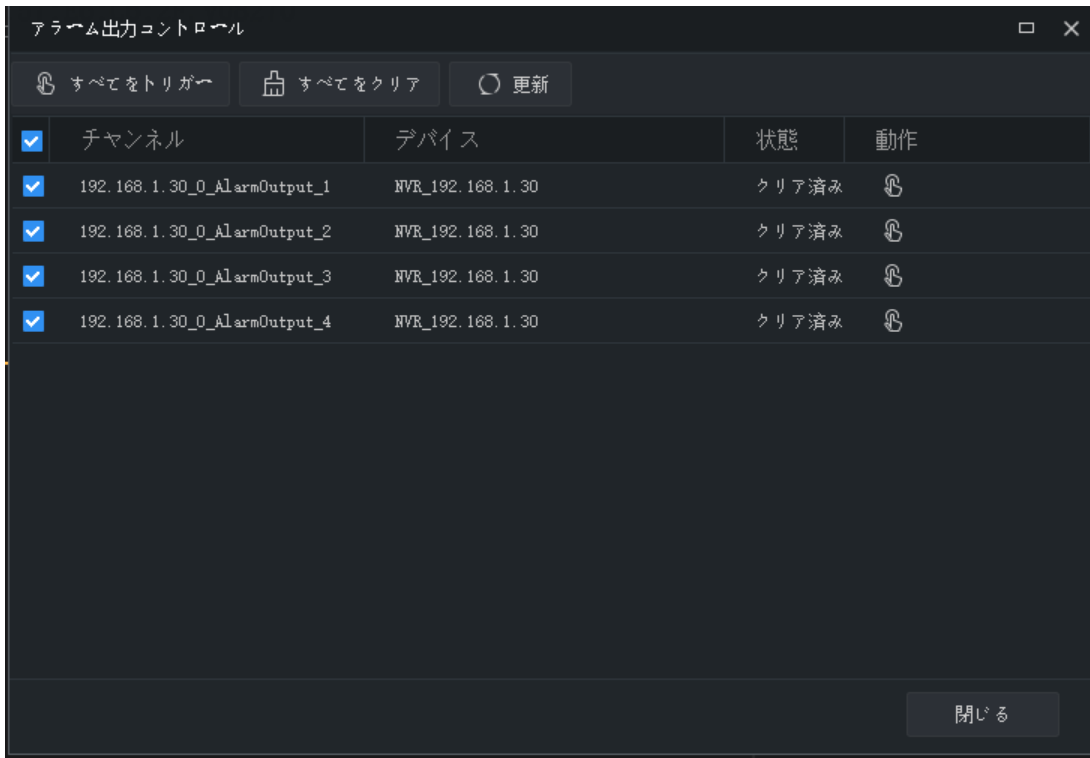 アラーム出力コントロール
すべてをトリガー すべてをクリア 更新
チャンネル デバイス 状態 動作
192.168.1.30_0_AlarmOutput_1 NVR_192.168.1.30 クリア済み
192.168.1.30_0_AlarmOutput_2 NVR_192.168.1.30 クリア済み
192.168.1.30_0_AlarmOutput_3 NVR_192.168.1.30 クリア済み
192.168.1.30_0_AlarmOutput_4 NVR_192.168.1.30 クリア済み
閉じる